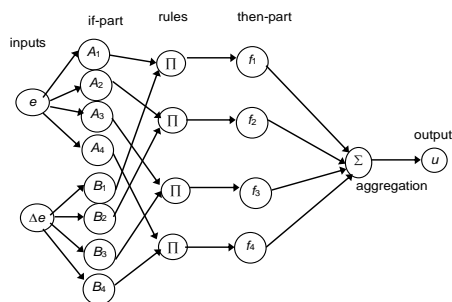 inputs
if-part
rules
then-part
A1
A2
A3
A4
e
B1
B2
B3
B4
Δe
Π
Π
Π
Π
f1
f2
f3
f4
Σ
aggregation
output
u